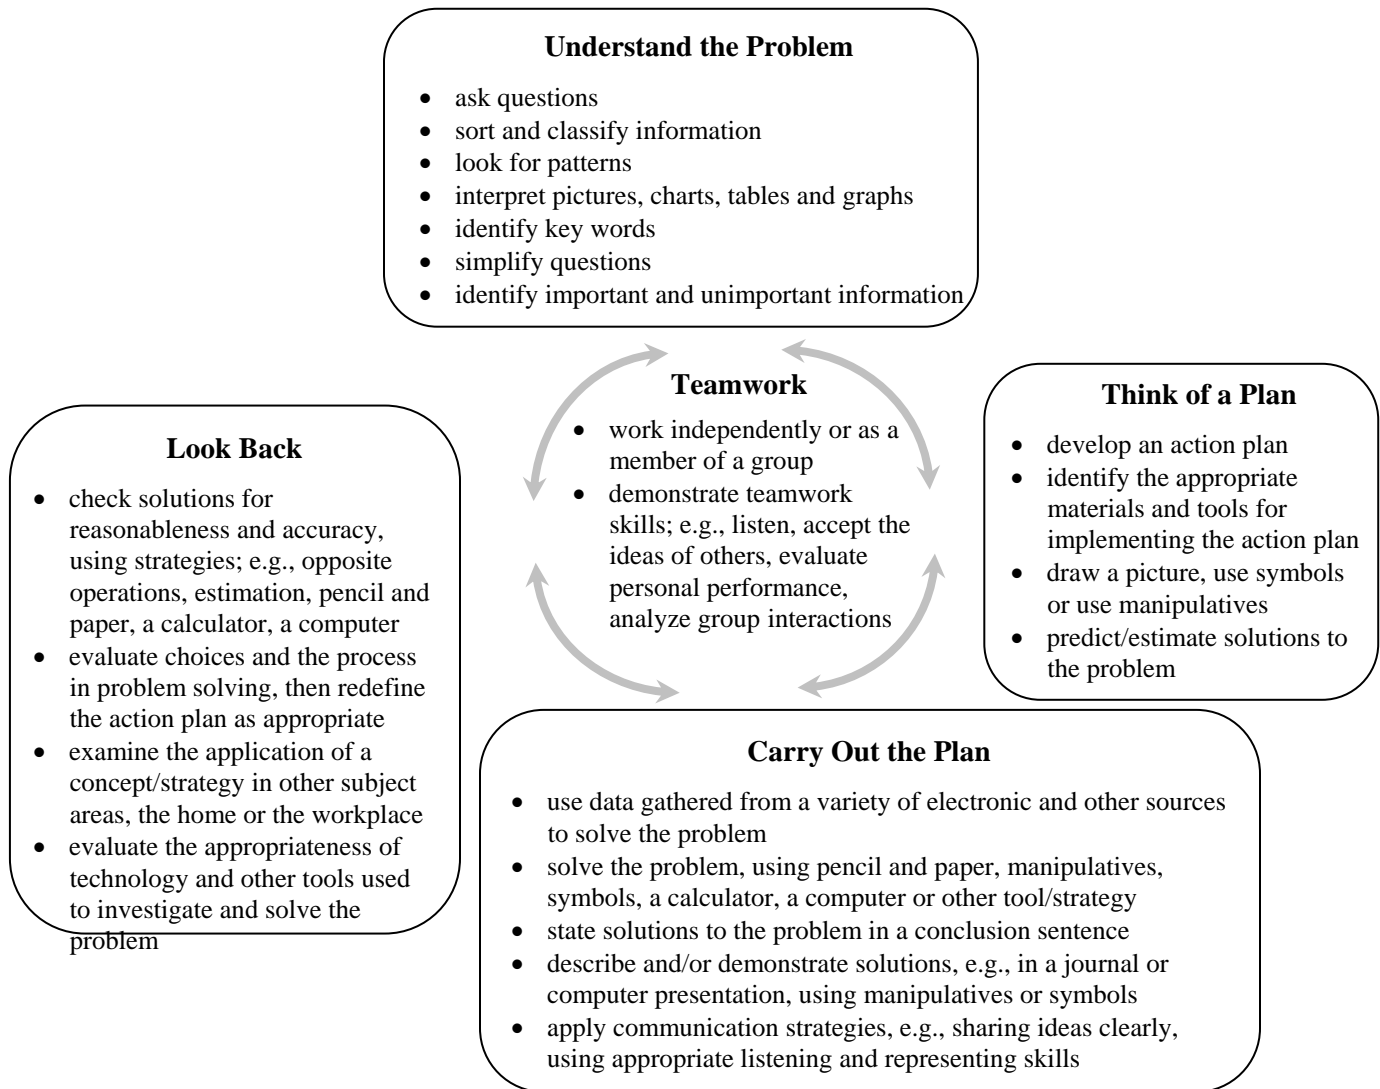 Understand the Problem
• ask questions
• sort and classify information
• look for patterns
• interpret pictures, charts, tables and graphs
• identify key words
• simplify questions
• identify important and unimportant information
Teamwork
• work independently or as a
member of a group
• demonstrate teamwork
skills; e.g., listen, accept the
ideas of others, evaluate
personal performance,
analyze group interactions
Think of a Plan
• develop an action plan
• identify the appropriate
materials and tools for
implementing the action plan
• draw a picture, use symbols
or use manipulatives
• predict/estimate solutions to
the problem
Look Back
• check solutions for
reasonableness and accuracy,
using strategies; e.g., opposite
operations, estimation, pencil and
paper, a calculator, a computer
• evaluate choices and the process
in problem solving, then redefine
the action plan as appropriate
• examine the application of a
concept/strategy in other subject
areas, the home or the workplace
• evaluate the appropriateness of
technology and other tools used
to investigate and solve the
problem
Carry Out the Plan
• use data gathered from a variety of electronic and other sources
to solve the problem
• solve the problem, using pencil and paper, manipulatives,
symbols, a calculator, a computer or other tool/strategy
• state solutions to the problem in a conclusion sentence
• describe and/or demonstrate solutions, e.g., in a journal or
computer presentation, using manipulatives or symbols
• apply communication strategies, e.g., sharing ideas clearly,
using appropriate listening and representing skills